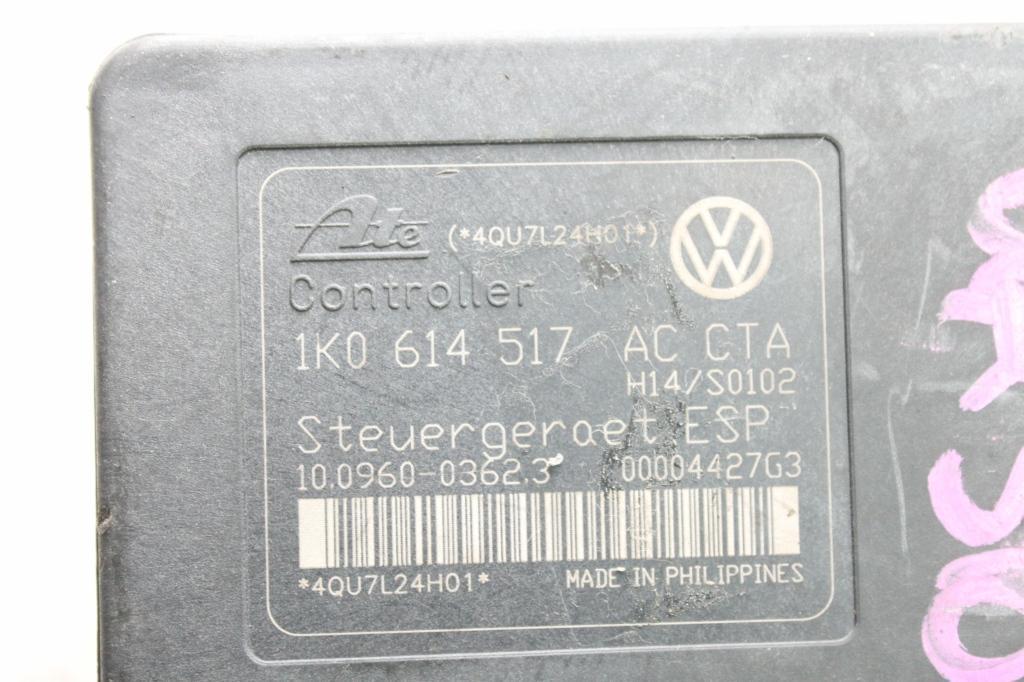 Ate (*4QU7L24H01*)
Controller
1K0 614 517 AC CTA
H14/S0102
Steuergeraet ESP
10.0960-0362.3 00004427G3
*4QU7L24H01*
MADE IN PHILIPPINES